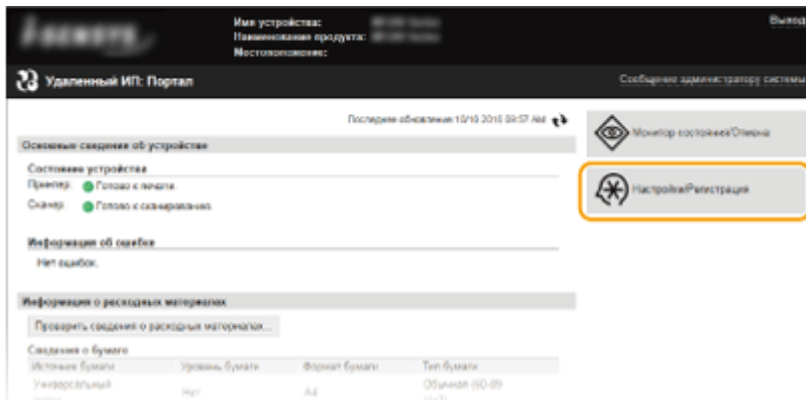 Имя устройства:
Наименование продукта:
Местоположение:
Выход
Удаленный ИП: Портал
Сообщение администратору системы
Последнее обновление:10/10 2016 09:57 AM
Основные сведения об устройстве
Состояние устройства
Принтер: Готово к печати.
Сканер: Готово к сканированию.
Информация об ошибке
Нет ошибок.
Информация о расходных материалах
Проверить сведения о расходных материалах...
Сведения о бумаге
Источник бумаги Уровень бумаги Формат бумаги Тип бумаги
Универсальный Нет A4 Обычная (60-89
Монитор состояния/Отмена
Настройки/Регистрация